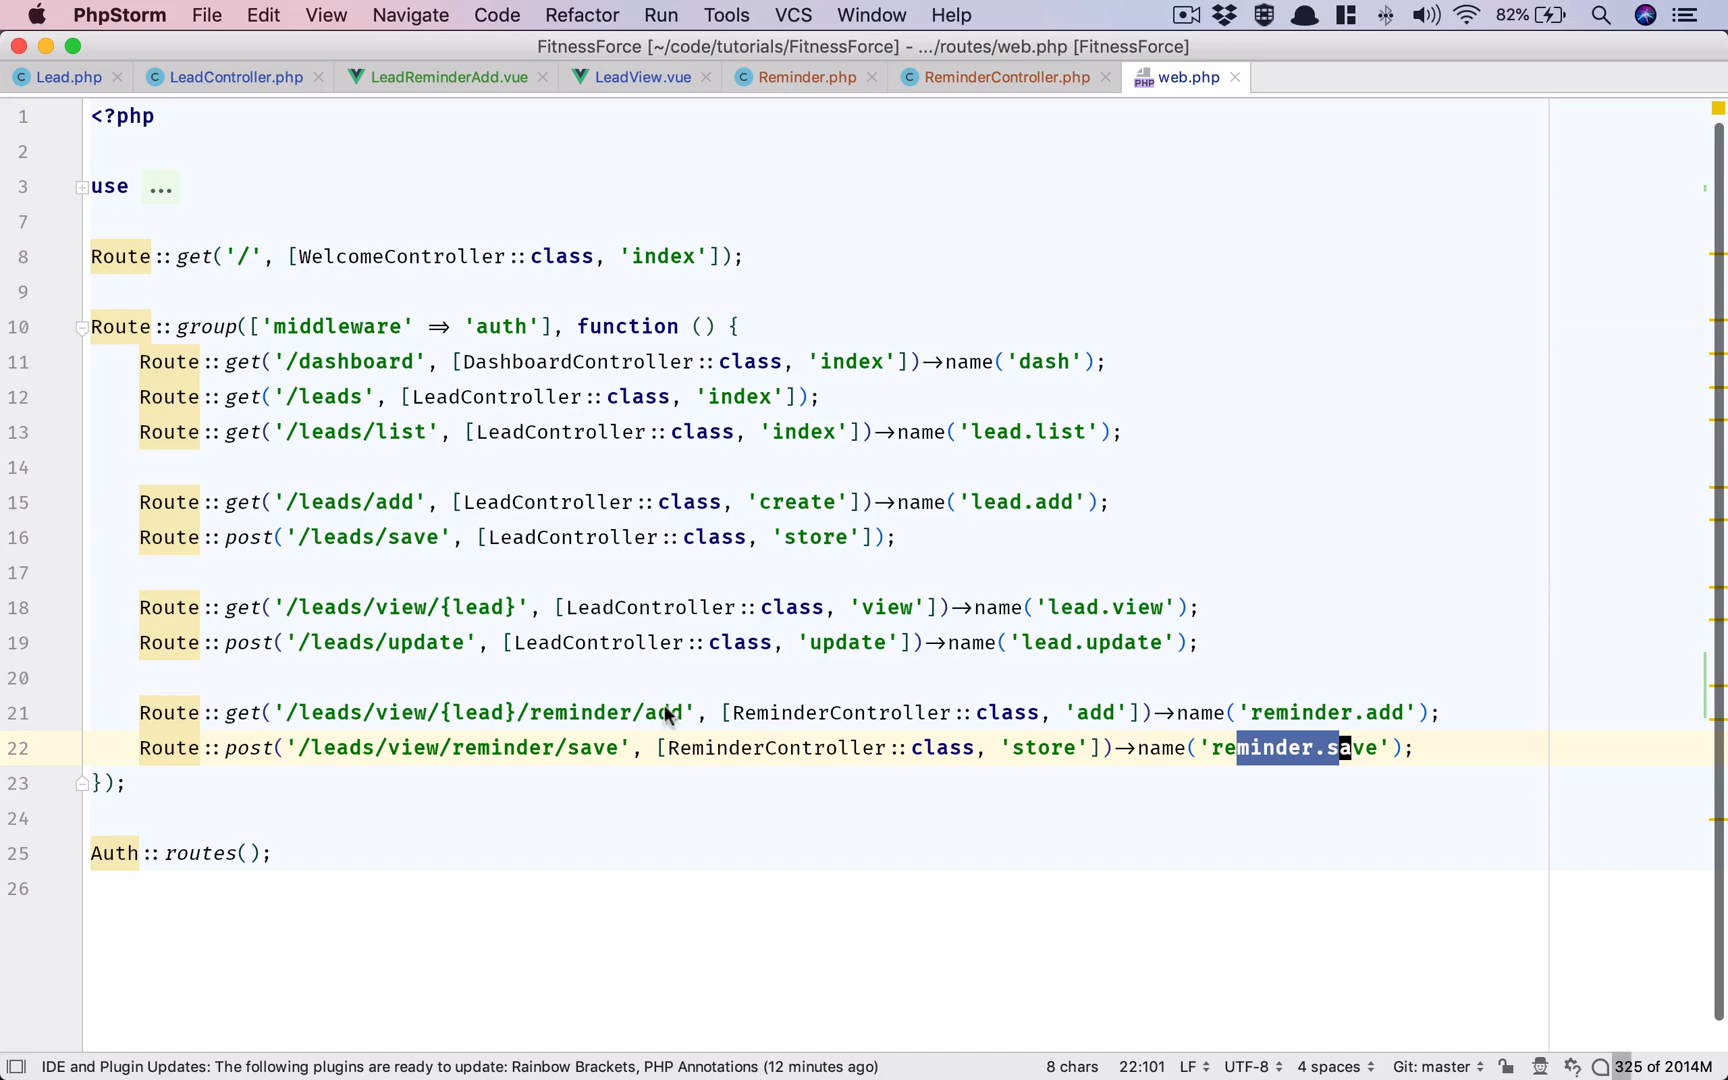 PhpStorm File Edit View Navigate Code Refactor Run Tools VCS Window Help 82%
FitnessForce [~/code/tutorials/FitnessForce] - .../routes/web.php [FitnessForce]
Lead.php LeadController.php LeadReminderAdd.vue LeadView.vue Reminder.php ReminderController.php web.php
1 <?php
2
3 use ...
7
8 Route::get('/', [WelcomeController::class, 'index']);
9
10 Route::group(['middleware' => 'auth'], function () {
11 Route::get('/dashboard', [DashboardController::class, 'index'])->name('dash');
12 Route::get('/leads', [LeadController::class, 'index']);
13 Route::get('/leads/list', [LeadController::class, 'index'])->name('lead.list');
14
15 Route::get('/leads/add', [LeadController::class, 'create'])->name('lead.add');
16 Route::post('/leads/save', [LeadController::class, 'store']);
17
18 Route::get('/leads/view/{lead}', [LeadController::class, 'view'])->name('lead.view');
19 Route::post('/leads/update', [LeadController::class, 'update'])->name('lead.update');
20
21 Route::get('/leads/view/{lead}/reminder/add', [ReminderController::class, 'add'])->name('reminder.add');
22 Route::post('/leads/view/reminder/save', [ReminderController::class, 'store'])->name('reminder.save');
23 });
24
25 Auth::routes();
26
IDE and Plugin Updates: The following plugins are ready to update: Rainbow Brackets, PHP Annotations (12 minutes ago) 8 chars 22:101 LF UTF-8 4 spaces Git: master 325 of 2014M